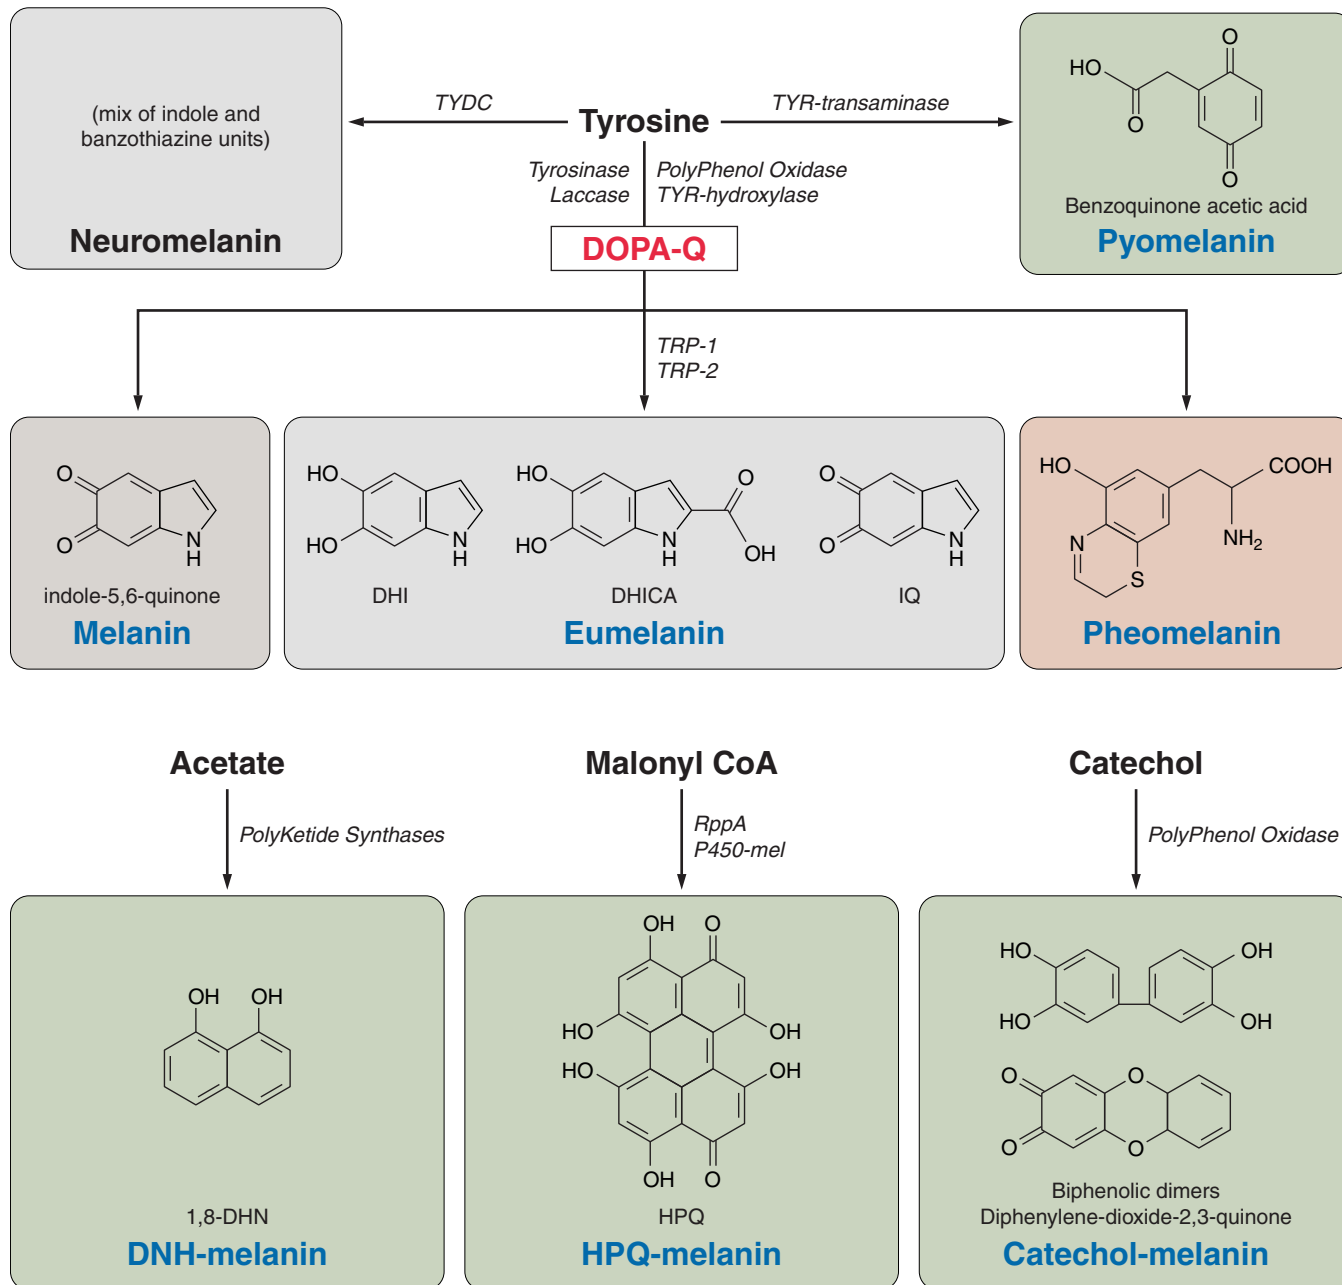 (mix of indole and
banzothiazine units)
Neuromelanin
TYDC
Tyrosine
TYR-transaminase
Tyrosinase
Laccase
PolyPhenol Oxidase
TYR-hydroxylase
DOPA-Q
O
HO
O
O
Benzoquinone acetic acid
Pyomelanin
TRP-1
TRP-2
O
O
N
H
indole-5,6-quinone
Melanin
HO
HO
N
H
DHI
HO
HO
N
H
O
OH
DHICA
O
O
N
H
IQ
Eumelanin
HO
COOH
NH2
N
S
Pheomelanin
Acetate
PolyKetide Synthases
OH OH
1,8-DHN
DNH-melanin
Malonyl CoA
RppA
P450-mel
OH O
HO OH
HO OH
OH O
HPQ
HPQ-melanin
Catechol
PolyPhenol Oxidase
HO OH
HO OH
O O
O O
Biphenolic dimers
Diphenylene-dioxide-2,3-quinone
Catechol-melanin